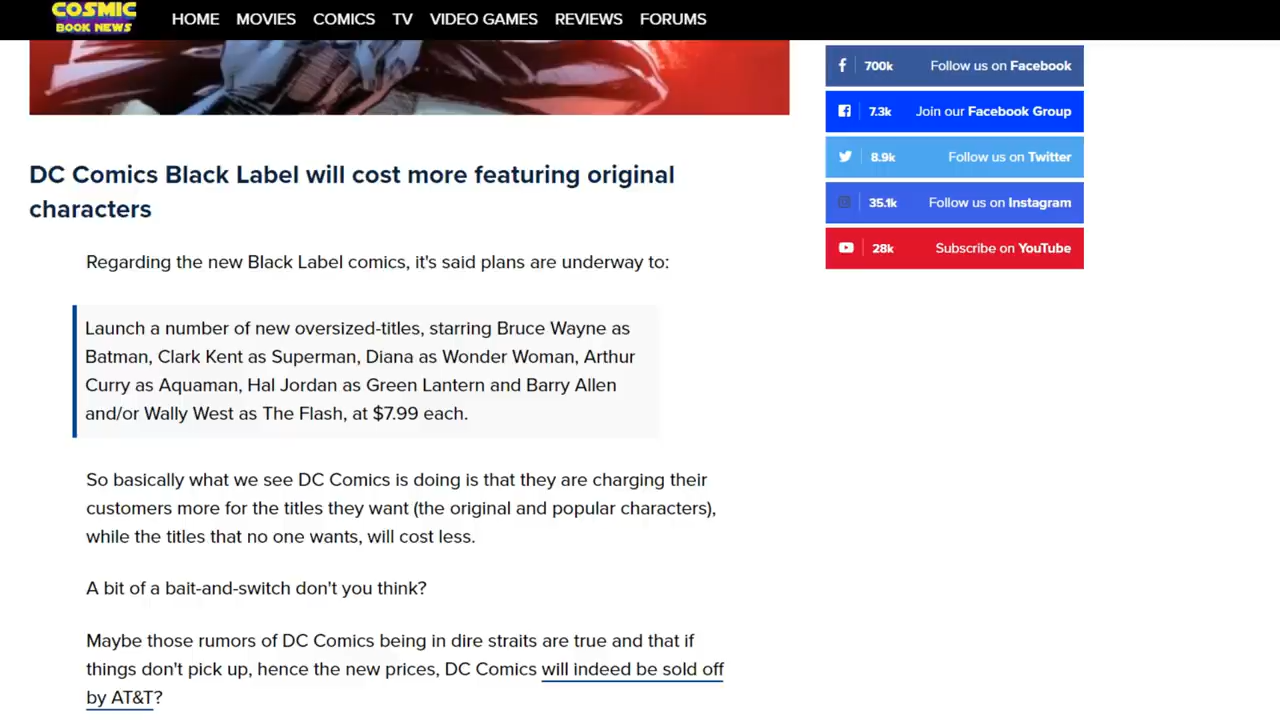 COSMIC
BOOK NEWS
HOME MOVIES COMICS TV VIDEO GAMES REVIEWS FORUMS
700k Follow us on Facebook
7.3k Join our Facebook Group
8.9k Follow us on Twitter
35.1k Follow us on Instagram
28k Subscribe on YouTube
DC Comics Black Label will cost more featuring original
characters
Regarding the new Black Label comics, it's said plans are underway to:
Launch a number of new oversized-titles, starring Bruce Wayne as
Batman, Clark Kent as Superman, Diana as Wonder Woman, Arthur
Curry as Aquaman, Hal Jordan as Green Lantern and Barry Allen
and/or Wally West as The Flash, at $7.99 each.
So basically what we see DC Comics is doing is that they are charging their
customers more for the titles they want (the original and popular characters),
while the titles that no one wants, will cost less.
A bit of a bait-and-switch don't you think?
Maybe those rumors of DC Comics being in dire straits are true and that if
things don't pick up, hence the new prices, DC Comics will indeed be sold off
by AT&T?